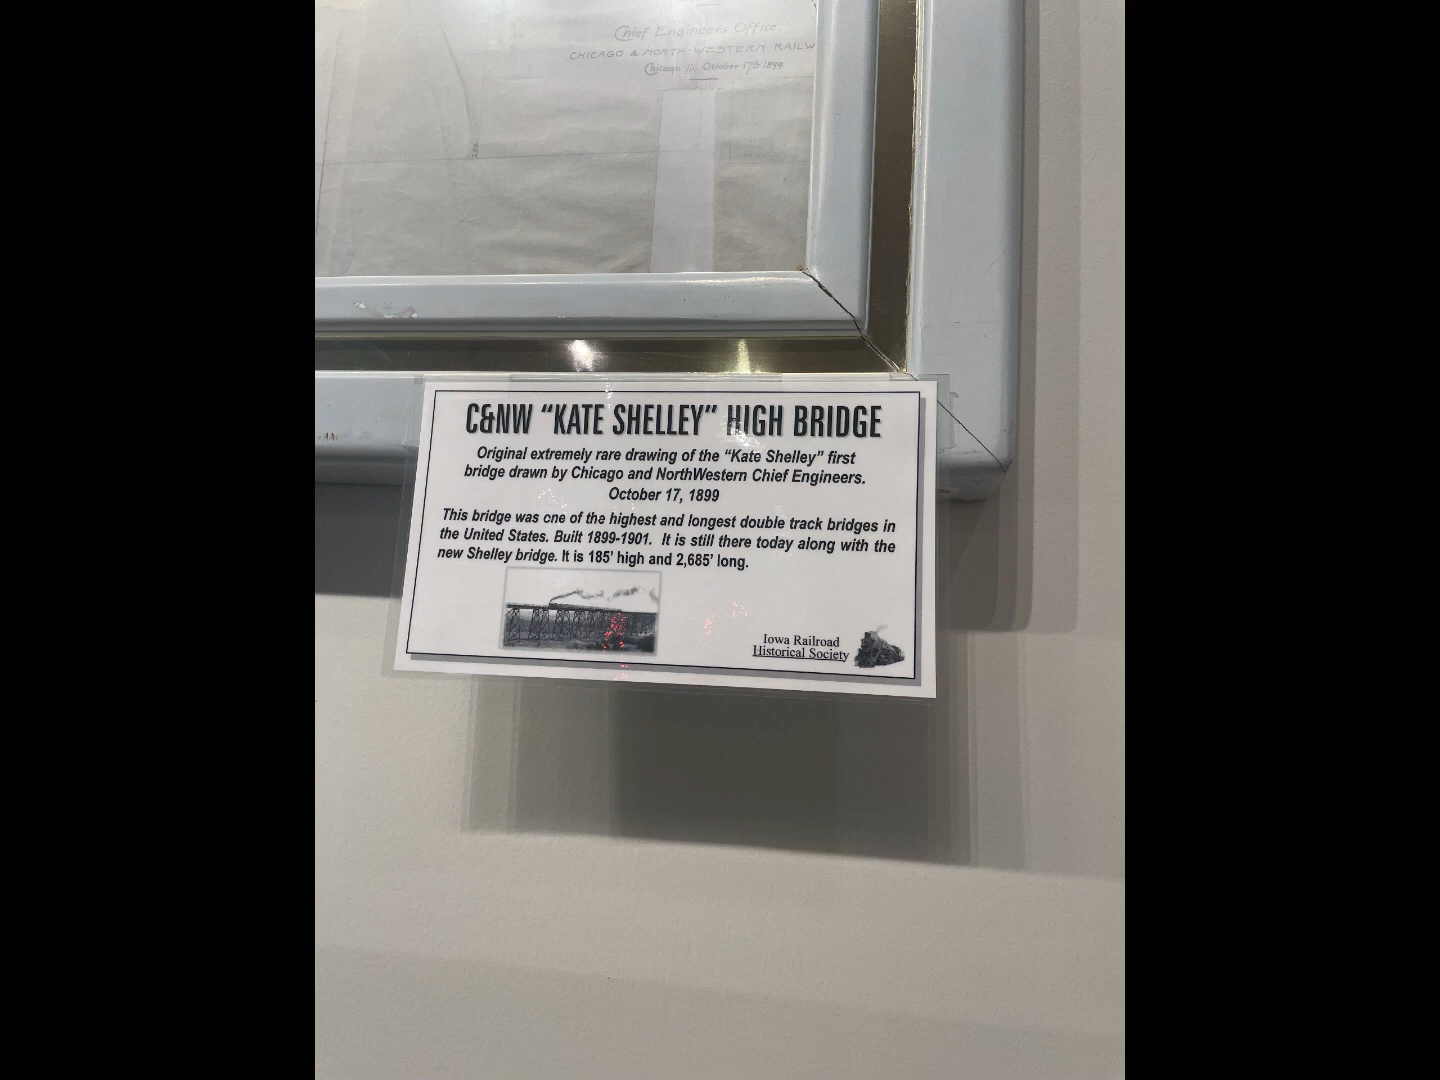 Chief Engineers Office.
CHICAGO & NORTH-WESTERN RAILW
Chicago Ill. October 17th 1899.
C&NW “KATE SHELLEY” HIGH BRIDGE
Original extremely rare drawing of the “Kate Shelley” first
bridge drawn by Chicago and NorthWestern Chief Engineers.
October 17, 1899
This bridge was one of the highest and longest double track bridges in
the United States. Built 1899-1901. It is still there today along with the
new Shelley bridge. It is 185’ high and 2,685’ long.
Iowa Railroad
Historical Society